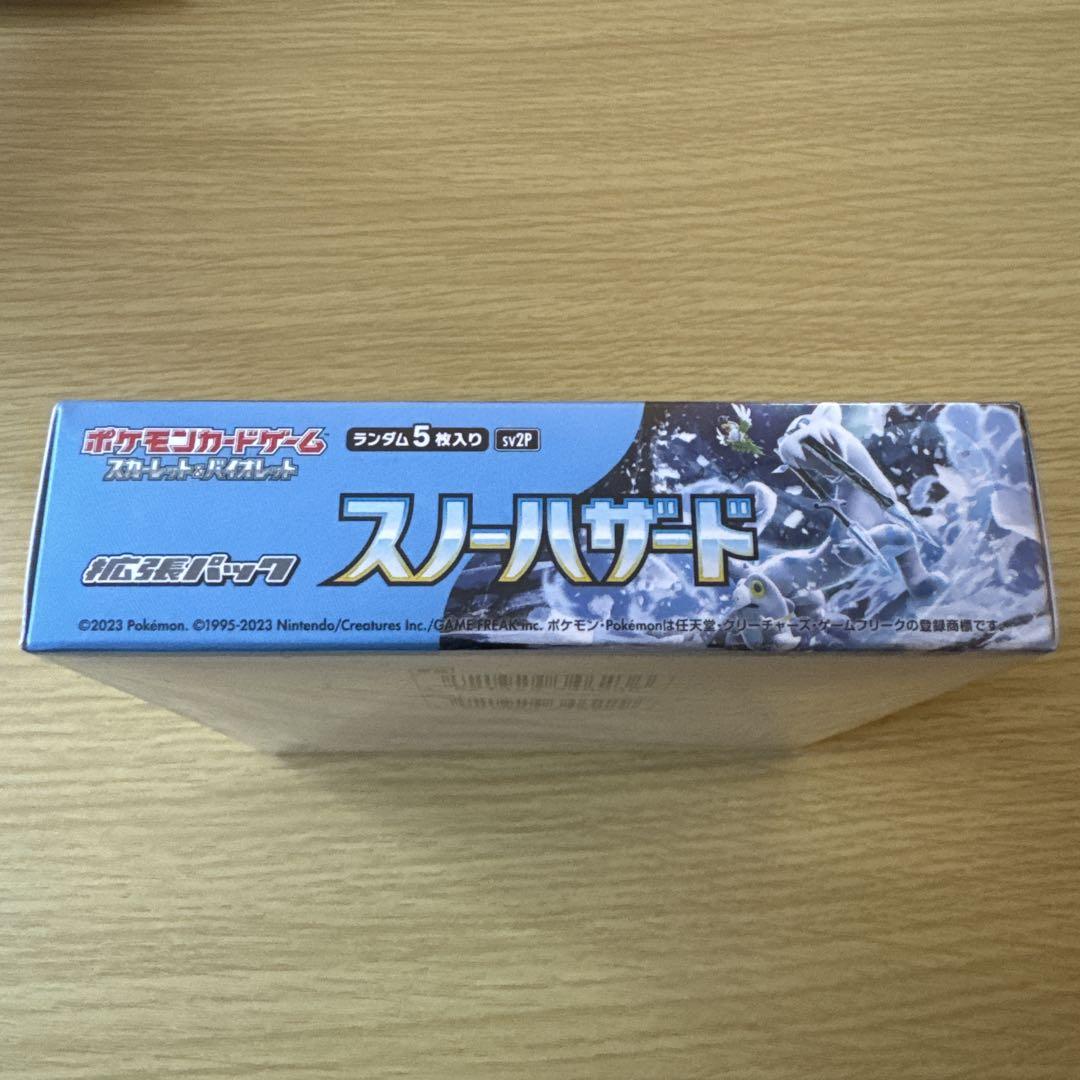 ポケモンカードゲーム
スカーレット&バイオレット
ランダム5枚入り sv2P
拡張パック
スノーハザード
©2023 Pokémon. ©1995-2023 Nintendo/Creatures Inc./GAME FREAK inc. ポケモン・Pokémonは任天堂・クリーチャーズ・ゲームフリークの登録商標です。